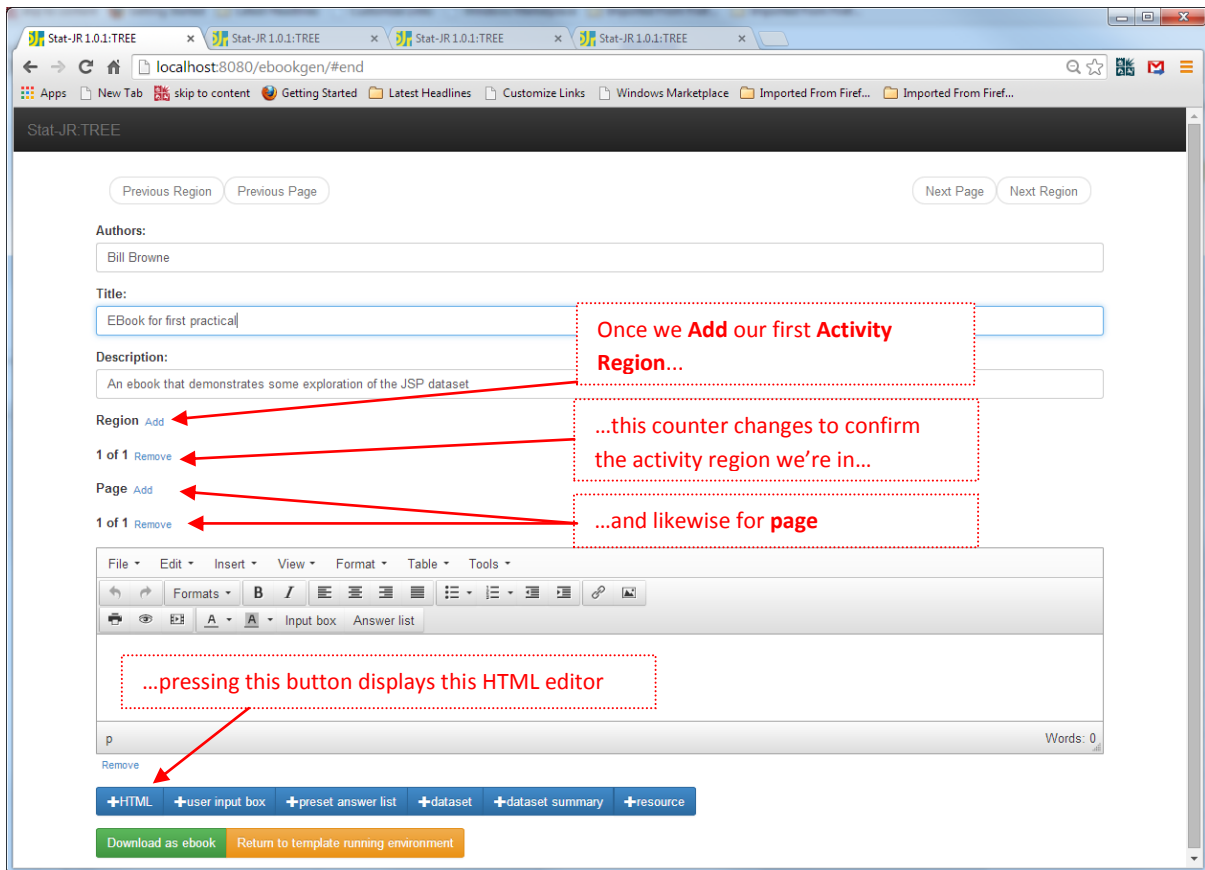 Stat-JR 1.0.1:TREE × Stat-JR 1.0.1:TREE × Stat-JR 1.0.1:TREE × Stat-JR 1.0.1:TREE ×
localhost:8080/ebookgen/#end
Apps New Tab skip to content Getting Started Latest Headlines Customize Links Windows Marketplace Imported From Firef... Imported From Firef...
Stat-JR:TREE
Previous Region Previous Page Next Page Next Region
Authors:
Bill Browne
Title:
EBook for first practical
Once we Add our first Activity
Region...
Description:
An ebook that demonstrates some exploration of the JSP dataset
Region Add
...this counter changes to confirm
the activity region we're in...
1 of 1 Remove
Page Add
...and likewise for page
1 of 1 Remove
File Edit Insert View Format Table Tools
Formats B I
A A Input box Answer list
...pressing this button displays this HTML editor
p Words: 0
Remove
+HTML +user input box +preset answer list +dataset +dataset summary +resource
Download as ebook Return to template running environment